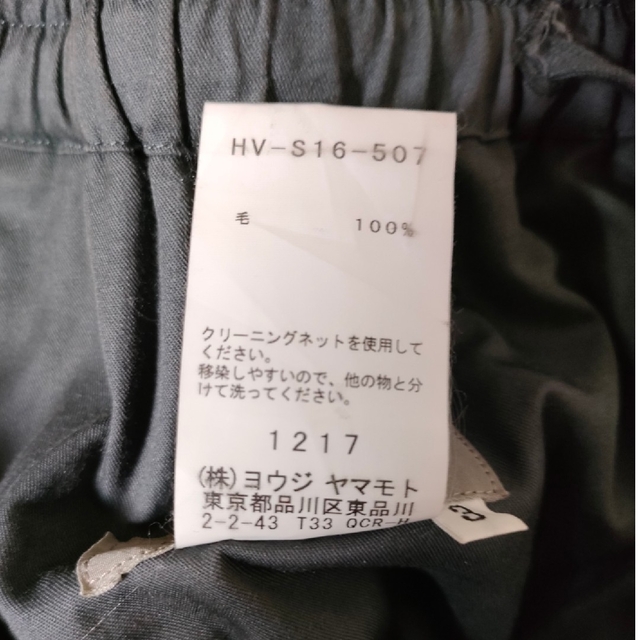 HV-S16-507
毛 100%
クリーニングネットを使用して
ください。
移染しやすいので、他の物と分
けて洗ってください。
1217
(株)ヨウジ ヤマモト
東京都品川区東品川
2-2-43 T33 QCR-H
3